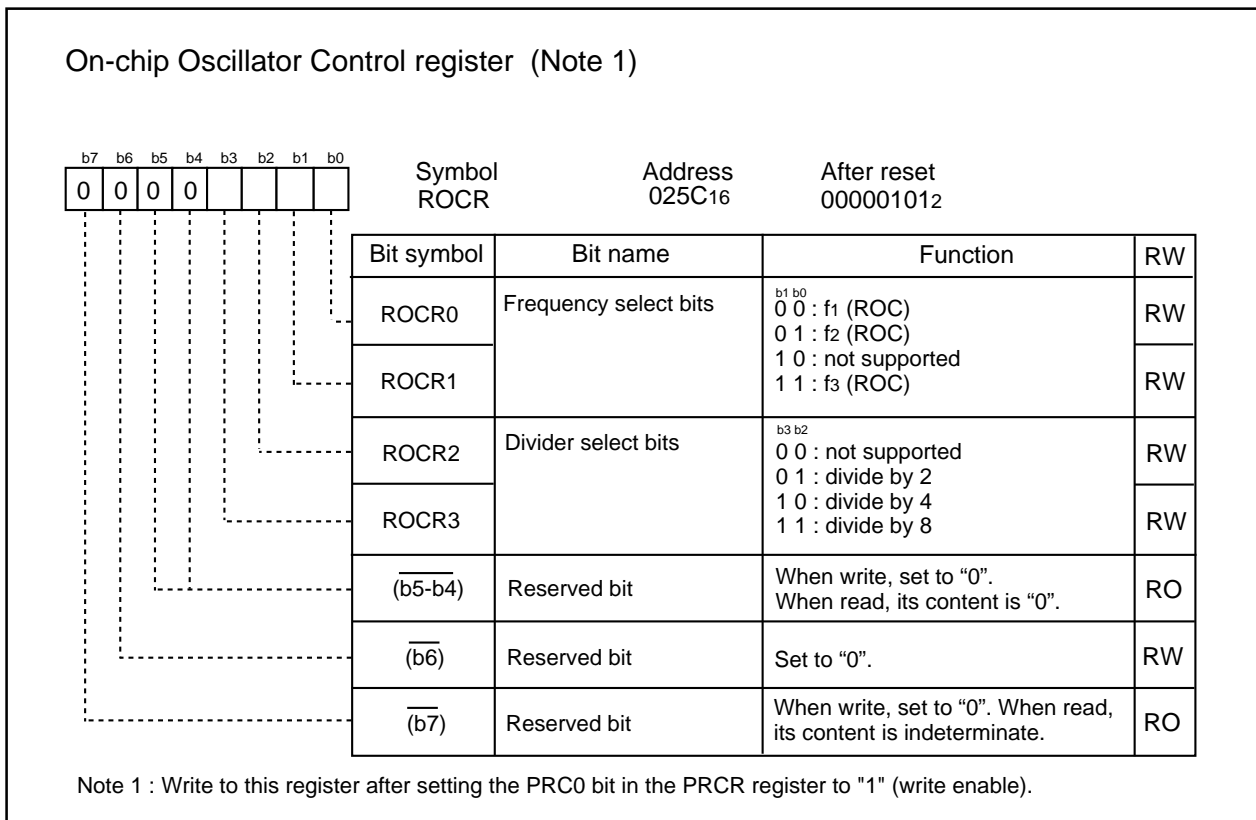 On-chip Oscillator Control register (Note 1)
b7 b6 b5 b4 b3 b2 b1 b0
0 0 0 0
Symbol Address After reset
ROCR 025C16 000001012
Bit symbol Bit name Function RW
ROCR0 Frequency select bits RW
b1 b0
0 0 : f1 (ROC)
0 1 : f2 (ROC)
1 0 : not supported
1 1 : f3 (ROC)
ROCR1 RW
ROCR2 Divider select bits RW
b3 b2
0 0 : not supported
0 1 : divide by 2
1 0 : divide by 4
1 1 : divide by 8
ROCR3 RW
(b5-b4) Reserved bit RO
When write, set to “0”.
When read, its content is “0”.
(b6) Reserved bit Set to “0”. RW
(b7) Reserved bit RO
When write, set to “0”. When read,
its content is indeterminate.
Note 1 : Write to this register after setting the PRC0 bit in the PRCR register to "1" (write enable).